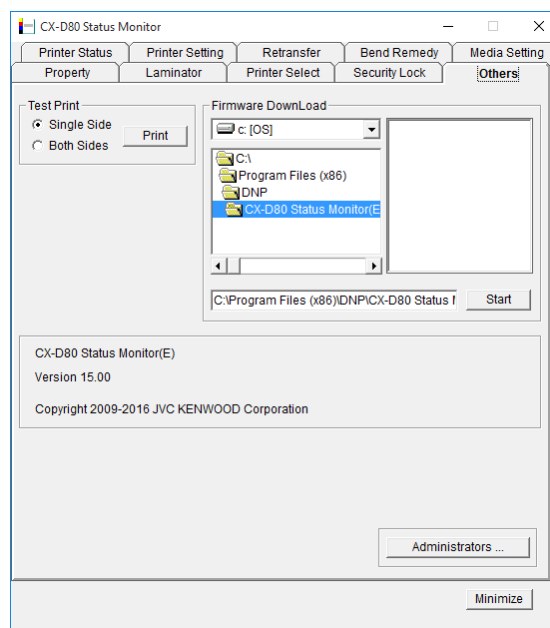 CX-D80 Status Monitor
Printer Status Printer Setting Retransfer Bend Remedy Media Setting
Property Laminator Printer Select Security Lock Others
Test Print
Single Side
Both Sides
Print
Firmware DownLoad
c: [OS]
C:\
Program Files (x86)
DNP
CX-D80 Status Monitor(E
C:\Program Files (x86)\DNP\CX-D80 Status
Start
CX-D80 Status Monitor(E)
Version 15.00
Copyright 2009-2016 JVC KENWOOD Corporation
Administrators ...
Minimize